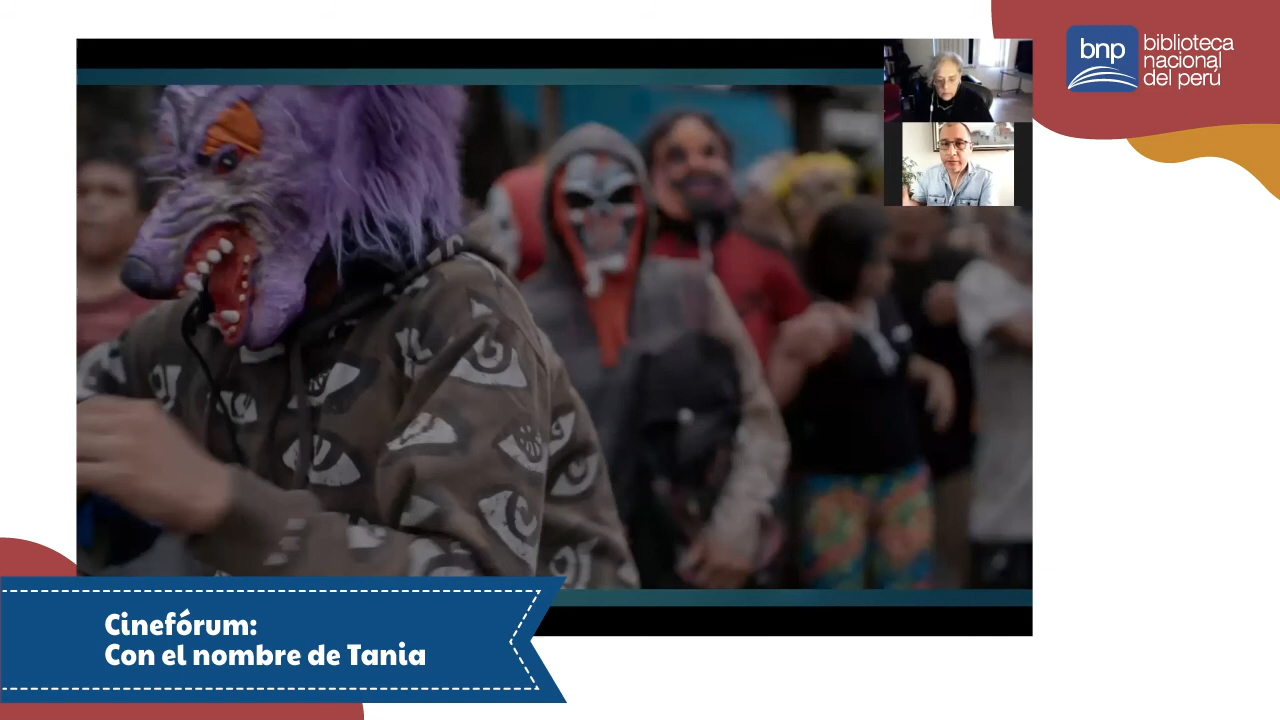 bnp
biblioteca
nacional
del perú
Cinefórum:
Con el nombre de Tania